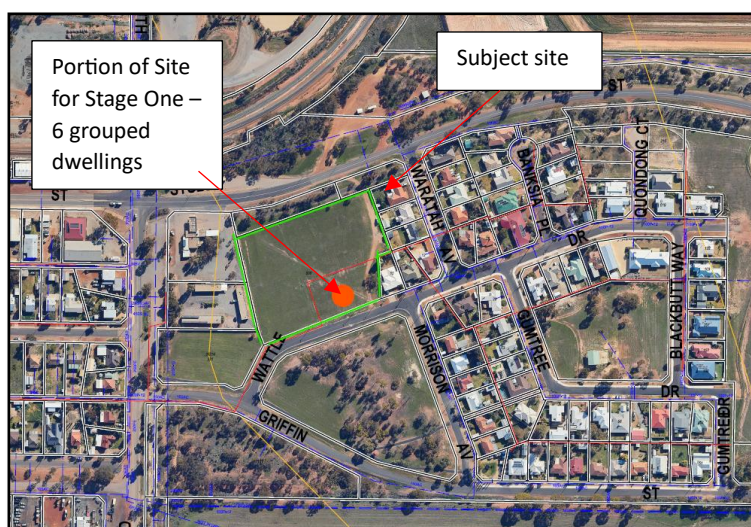 Portion of Site
for Stage One –
6 grouped
dwellings
Subject site
ST
ST
WARATAH AV
BANKSIA PL
QUONDONG CT
DR
WATTLE
MORRISON
AV
GUMTREE
BLACKBUTT WAY
DR
GUMTREE
DR
GRIFFIN
ST